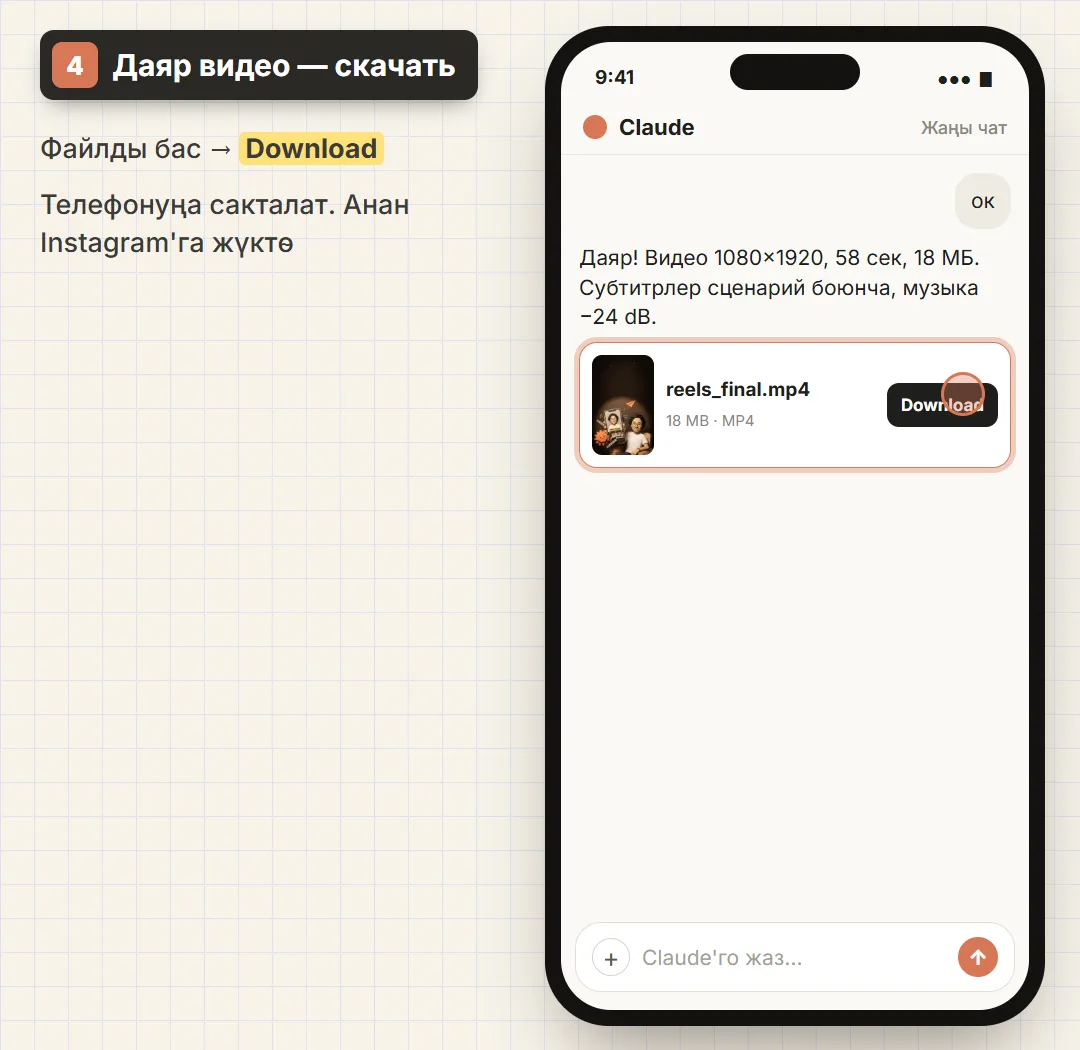 4 Даяр видео — скачать
Файлды бас → Download
Телефонуңа сакталат. Анан
Instagram'га жүктө
9:41
Claude
Жаңы чат
ок
Даяр! Видео 1080×1920, 58 сек, 18 МБ.
Субтитрлер сценарий боюнча, музыка
−24 dB.
reels_final.mp4
18 MB · MP4
Download
+ Claude'го жаз...